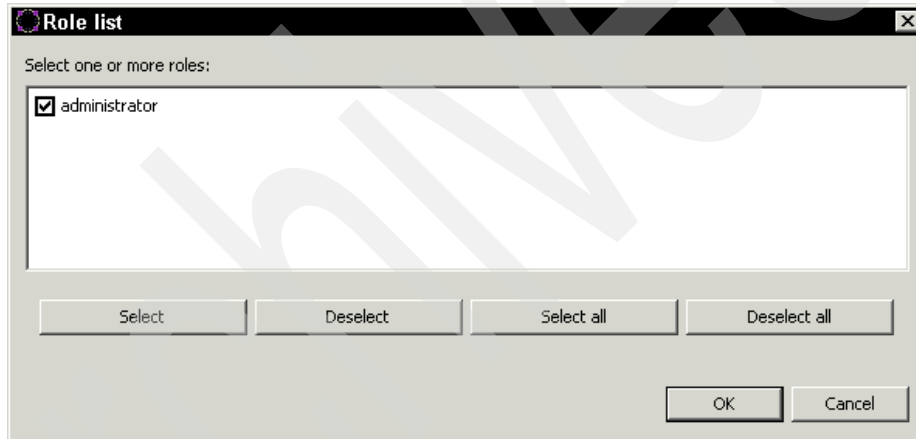 Role list
Select one or more roles:
administrator
Select Deselect Select all Deselect all
OK Cancel